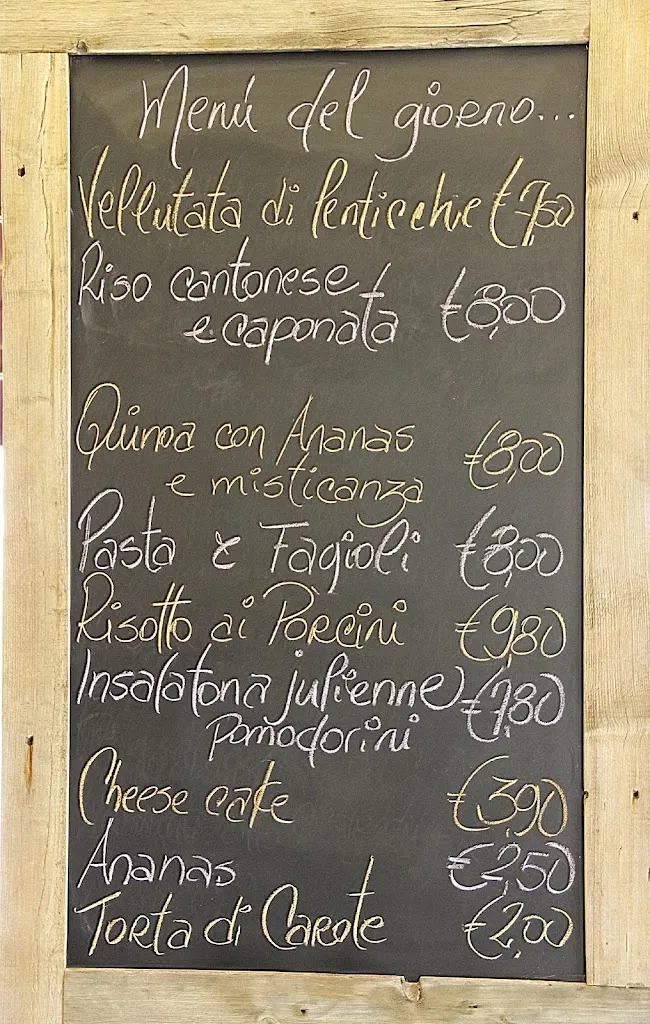 Menú del giorno...
Vellutata di lenticchie €7,50
Riso cantonese
e caponata €8,00
Quinoa con Ananas
e misticanza €8,00
Pasta e Fagioli €8,00
Risotto ai Porcini €9,80
Insalatona julienne €7,80
Pomodorini
Cheese cake €3,90
Ananas €2,50
Torta di Carote €2,00